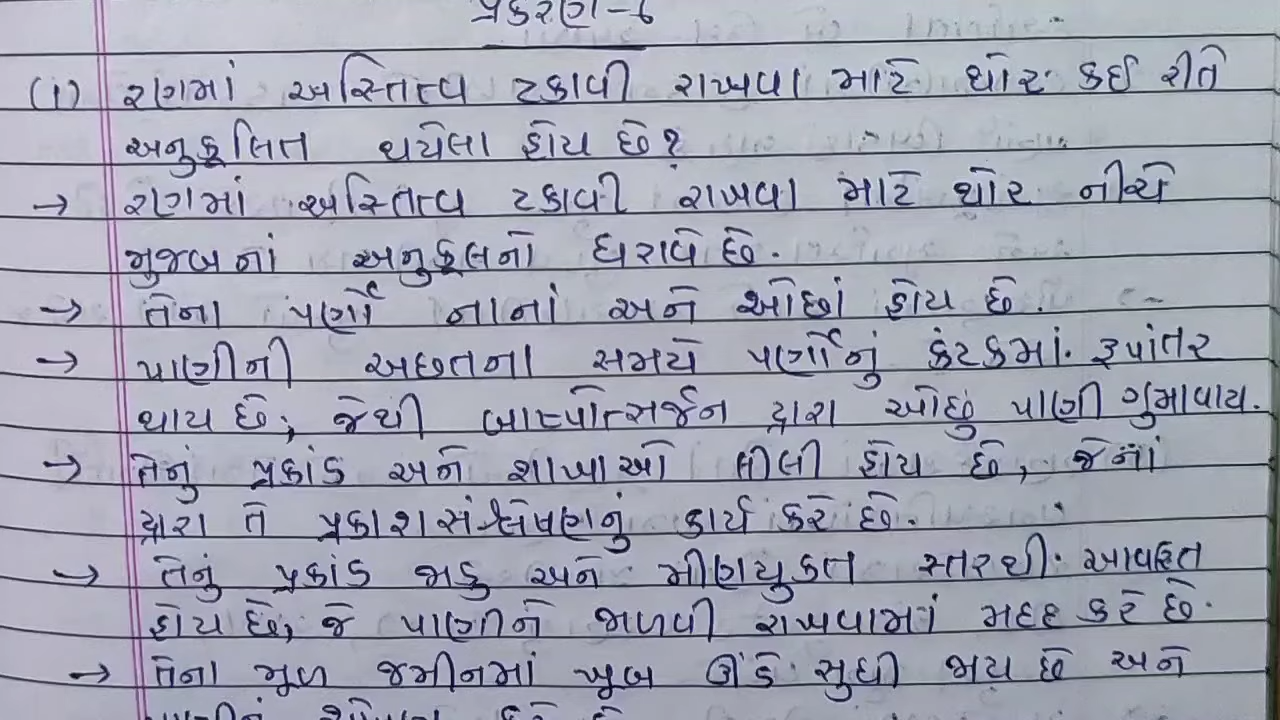 પ્રકરણ-6
(1) રણમાં અસ્તિત્વ ટકાવી રાખવા માટે થોર કઈ રીતે
અનુકૂલિત થયેલા હોય છે?
→ રણમાં અસ્તિત્વ ટકાવી રાખવા માટે થોર નીચે
મુજબનાં અનુકૂલનો ધરાવે છે.
→ તેના પર્ણો નાનાં અને ઓછાં હોય છે.
→ પાણીની અછતના સમયે પર્ણોનું કંટકમાં રૂપાંતર
થાય છે, જેથી બાષ્પોત્સર્જન દ્વારા ઓછું પાણી ગુમાવાય.
→ તેનું પ્રકાંડ અને શાખાઓ લીલી હોય છે, જેનાં
દ્વારા તે પ્રકાશસંશ્લેષણનું કાર્ય કરે છે.
→ તેનું પ્રકાંડ જાડુ અને મીણયુક્ત સ્તરથી આવહત
હોય છે, જે પાણીને જાળવી રાખવામાં મદદ કરે છે.
→ તેના મૂળ જમીનમાં ખૂબ ઊંડે સુધી જાય છે અને